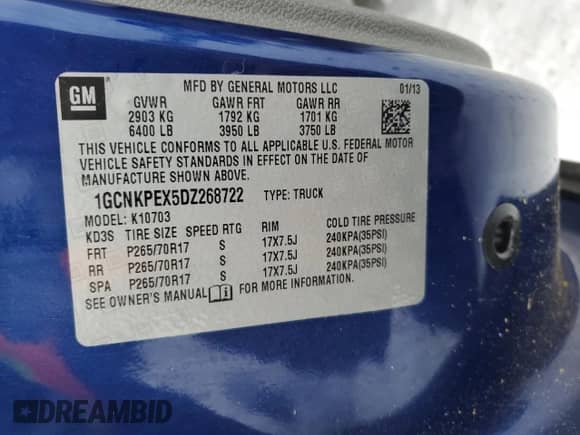 GM
MFD BY GENERAL MOTORS LLC 01/13
GVWR GAWR FRT GAWR RR
2903 KG 1792 KG 1701 KG
6400 LB 3950 LB 3750 LB
THIS VEHICLE CONFORMS TO ALL APPLICABLE U.S. FEDERAL MOTOR
VEHICLE SAFETY STANDARDS IN EFFECT ON THE DATE OF
MANUFACTURE SHOWN ABOVE.
1GCNKPEX5DZ268722 TYPE: TRUCK
MODEL: K10703
KD3S TIRE SIZE SPEED RTG RIM COLD TIRE PRESSURE
FRT P265/70R17 S 17X7.5J 240KPA(35PSI)
RR P265/70R17 S 17X7.5J 240KPA(35PSI)
SPA P265/70R17 S 17X7.5J 240KPA(35PSI)
SEE OWNER'S MANUAL FOR MORE INFORMATION.
DREAMBID